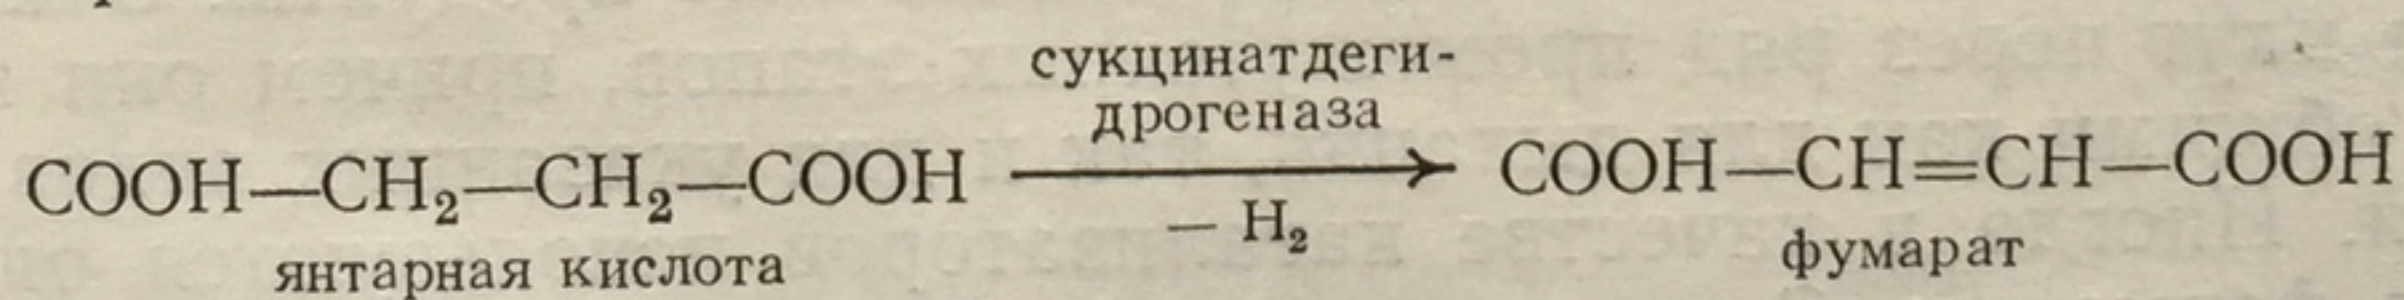 сукцинатдеги-
дрогеназа
COOH—CH₂—CH₂—COOH ⟶ COOH—CH=CH—COOH
— H₂
янтарная кислота фумарат